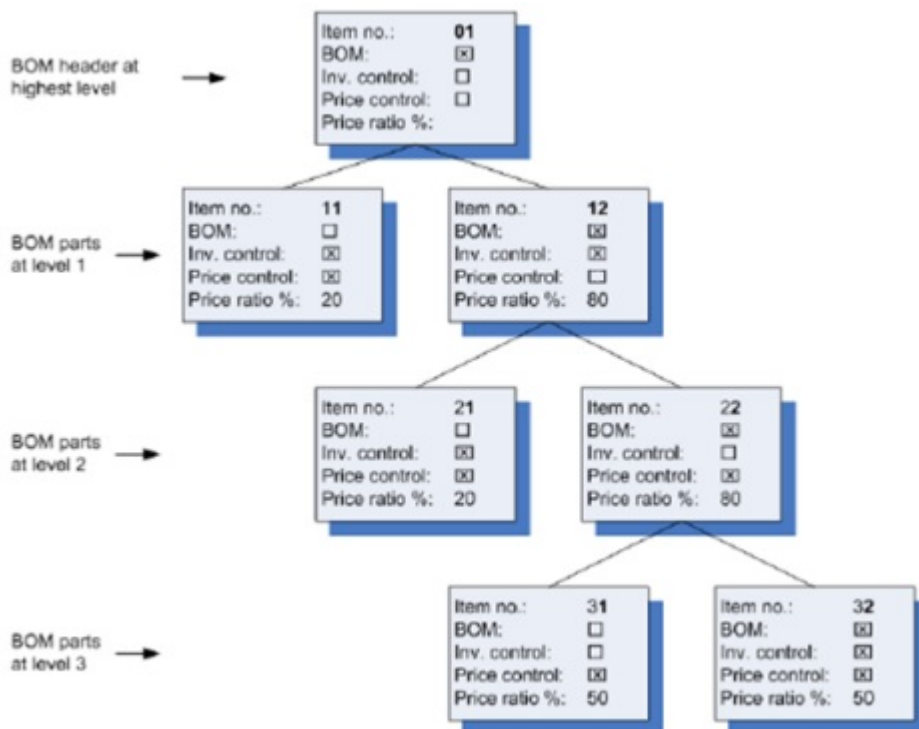 BOM header at
highest level
Item no.: 01
BOM: ☒
Inv. control: ☐
Price control: ☐
Price ratio %:
BOM parts
at level 1
Item no.: 11
BOM: ☐
Inv. control: ☒
Price control: ☒
Price ratio %: 20
Item no.: 12
BOM: ☒
Inv. control: ☒
Price control: ☐
Price ratio %: 80
BOM parts
at level 2
Item no.: 21
BOM: ☐
Inv. control: ☒
Price control: ☒
Price ratio %: 20
Item no.: 22
BOM: ☒
Inv. control: ☐
Price control: ☒
Price ratio %: 80
BOM parts
at level 3
Item no.: 31
BOM: ☐
Inv. control: ☐
Price control: ☒
Price ratio %: 50
Item no.: 32
BOM: ☒
Inv. control: ☒
Price control: ☒
Price ratio %: 50